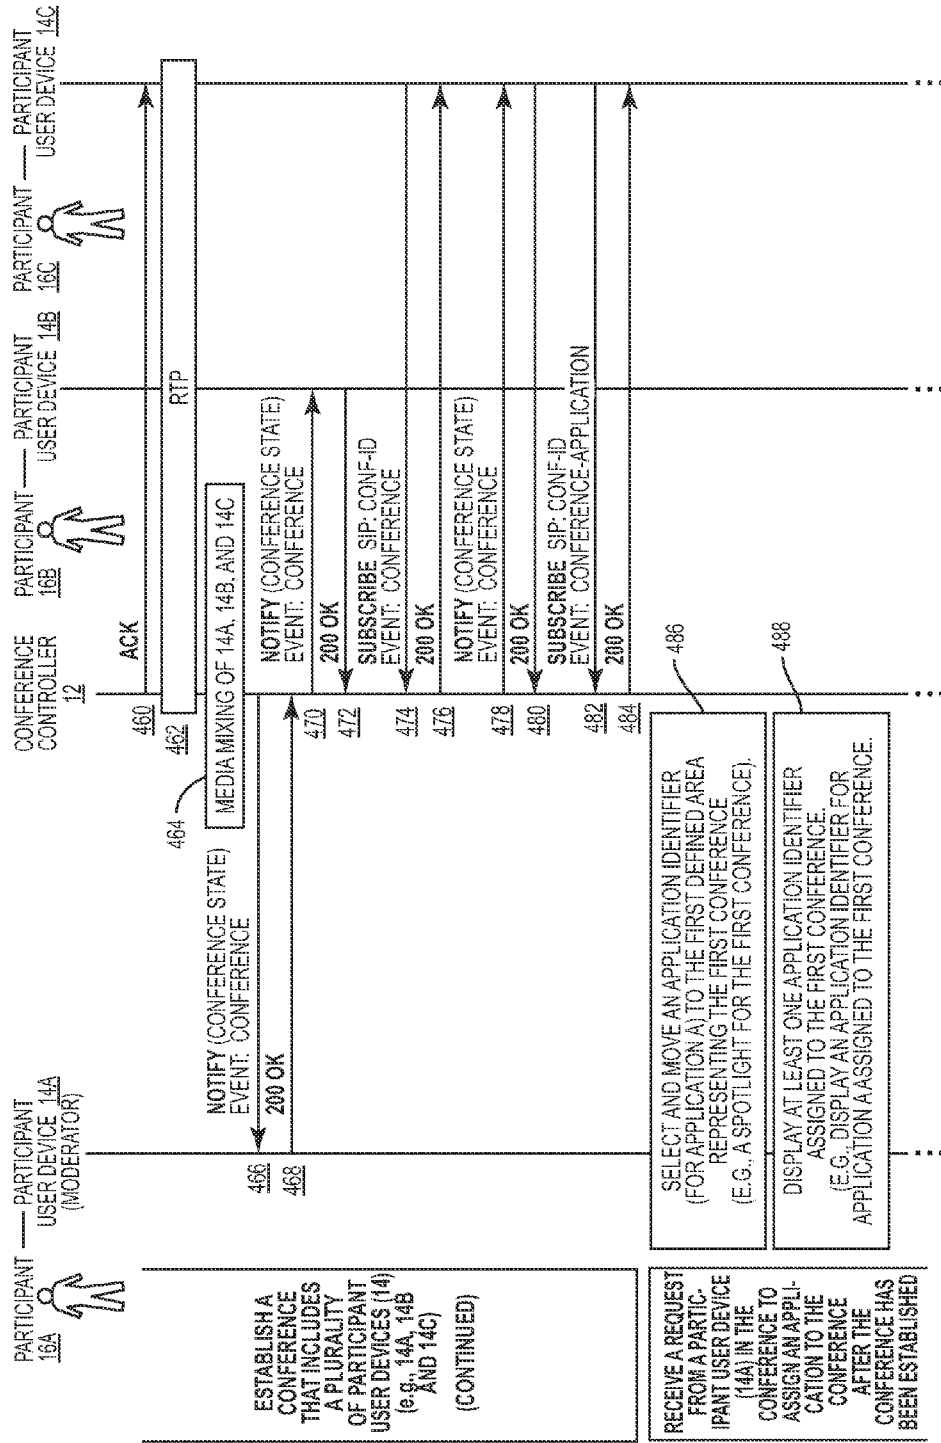 PARTICIPANT
16A
PARTICIPANT
USER DEVICE 14A
(MODERATOR)
CONFERENCE
CONTROLLER
12
PARTICIPANT
16B
PARTICIPANT
USER DEVICE 14B
PARTICIPANT
16C
PARTICIPANT
USER DEVICE 14C
ESTABLISH A
CONFERENCE
THAT INCLUDES
A PLURALITY
OF PARTICIPANT
USER DEVICES (14)
(e.g., 14A, 14B
AND 14C)
(CONTINUED)
ACK
460
RTP
462
464
MEDIA MIXING OF 14A, 14B, AND 14C
NOTIFY (CONFERENCE STATE)
EVENT: CONFERENCE
466
200 OK
468
NOTIFY (CONFERENCE STATE)
EVENT: CONFERENCE
470
200 OK
472
SUBSCRIBE SIP: CONF-ID
EVENT: CONFERENCE
474
200 OK
476
NOTIFY (CONFERENCE STATE)
EVENT: CONFERENCE
478
200 OK
480
SUBSCRIBE SIP: CONF-ID
EVENT: CONFERENCE-APPLICATION
482
200 OK
484
RECEIVE A REQUEST
FROM A PARTIC-
IPANT USER DEVICE
(14A) IN THE
CONFERENCE TO
ASSIGN AN APPLI-
CATION TO THE
CONFERENCE
AFTER THE
CONFERENCE HAS
BEEN ESTABLISHED
SELECT AND MOVE AN APPLICATION IDENTIFIER
(FOR APPLICATION A) TO THE FIRST DEFINED AREA
REPRESENTING THE FIRST CONFERENCE
(E.G., A SPOTLIGHT FOR THE FIRST CONFERENCE).
486
DISPLAY AT LEAST ONE APPLICATION IDENTIFIER
ASSIGNED TO THE FIRST CONFERENCE.
(E.G., DISPLAY AN APPLICATION IDENTIFIER FOR
APPLICATION A ASSIGNED TO THE FIRST CONFERENCE.
488